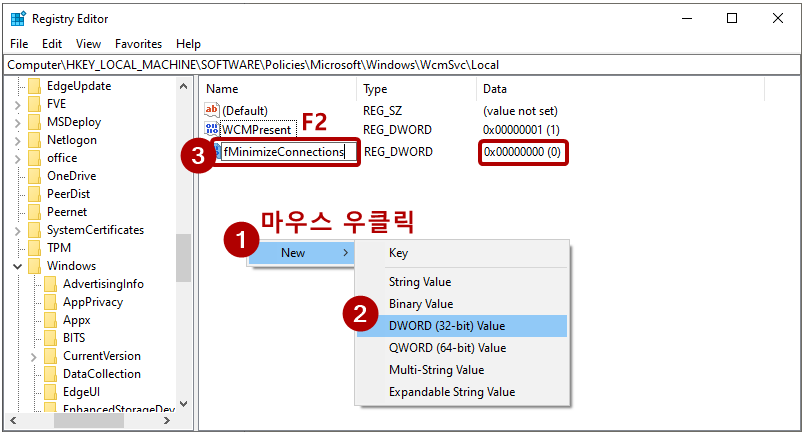 Registry Editor
File Edit View Favorites Help
Computer\HKEY_LOCAL_MACHINE\SOFTWARE\Policies\Microsoft\Windows\WcmSvc\Local
EdgeUpdate
FVE
MSDeploy
Netlogon
office
OneDrive
PeerDist
Peernet
SystemCertificates
TPM
Windows
AdvertisingInfo
AppPrivacy
Appx
BITS
CurrentVersion
DataCollection
EdgeUI
EnhancedStorageDev
Name Type Data
(Default) REG_SZ (value not set)
WCMPresent F2 REG_DWORD 0x00000001 (1)
3 fMinimizeConnections REG_DWORD 0x00000000 (0)
마우스 우클릭
1 New
Key
String Value
Binary Value
2 DWORD (32-bit) Value
QWORD (64-bit) Value
Multi-String Value
Expandable String Value